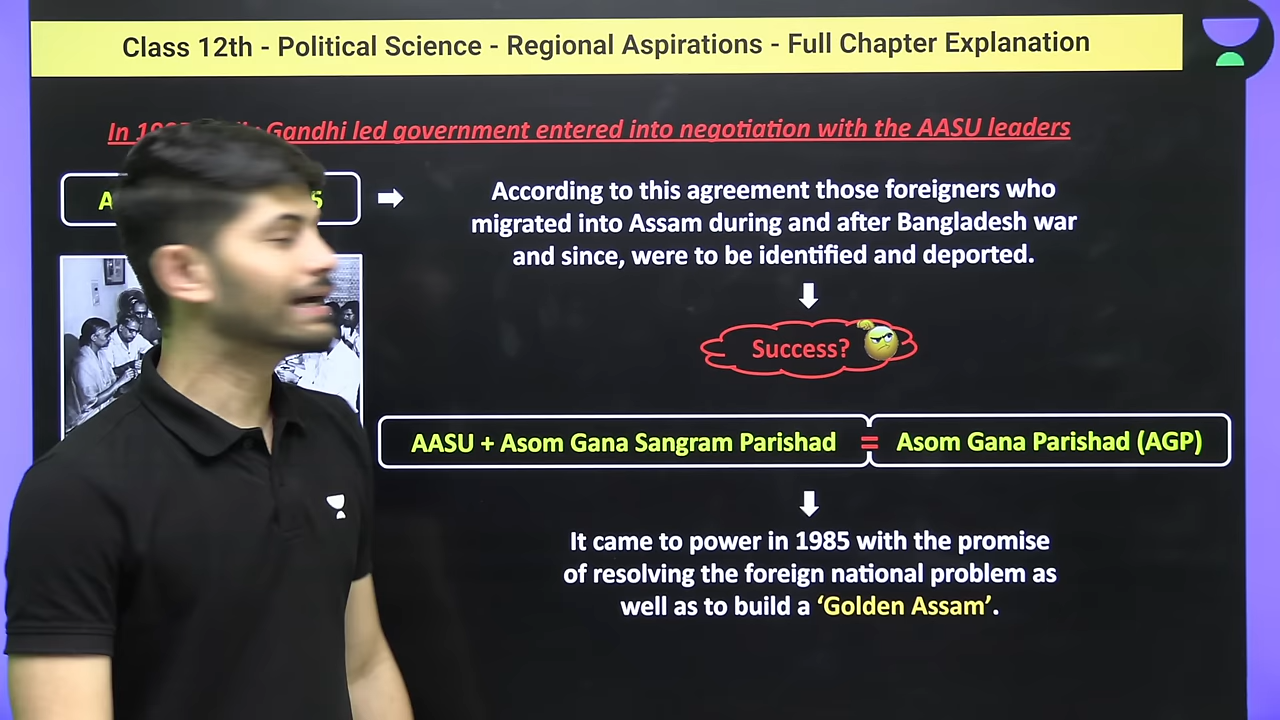 Class 12th - Political Science - Regional Aspirations - Full Chapter Explanation
In Gandhi led government entered into negotiation with the AASU leaders
According to this agreement those foreigners who
migrated into Assam during and after Bangladesh war
and since, were to be identified and deported.
Success?
AASU + Asom Gana Sangram Parishad = Asom Gana Parishad (AGP)
It came to power in 1985 with the promise
of resolving the foreign national problem as
well as to build a ‘Golden Assam’.